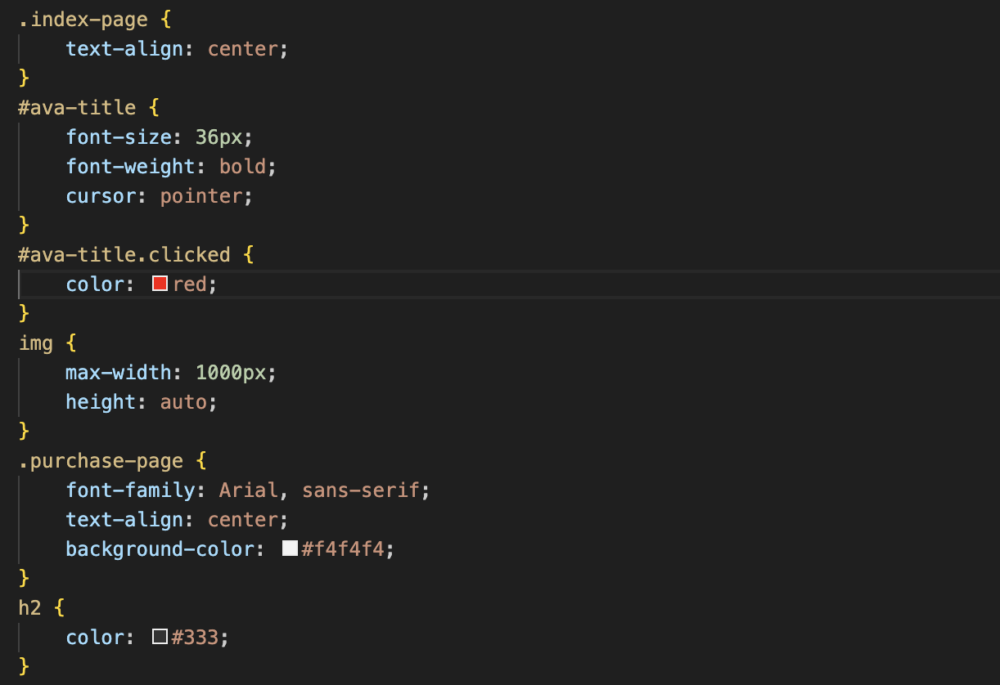 .index-page {
    text-align: center;
}
#ava-title {
    font-size: 36px;
    font-weight: bold;
    cursor: pointer;
}
#ava-title.clicked {
    color: red;
}
img {
    max-width: 1000px;
    height: auto;
}
.purchase-page {
    font-family: Arial, sans-serif;
    text-align: center;
    background-color: #f4f4f4;
}
h2 {
    color: #333;
}